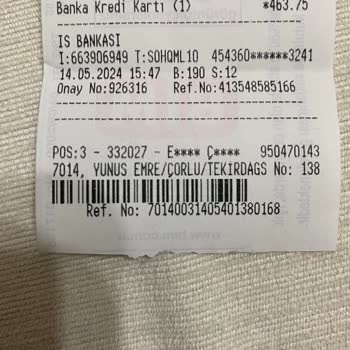 Banka Kredi Kartı (1) *463.75
IS BANKASI
I:663906949 T:SOHQML10 454360******3241
14.05.2024 15:47 B:190 S:12
Onay No:926316 Ref.No:413548585166
POS:3 - 332027 - E**** Ç**** 950470143
7014, YUNUS EMRE/ÇORLU/TEKİRDAGS No: 138
Ref. No: 70140031405401380168